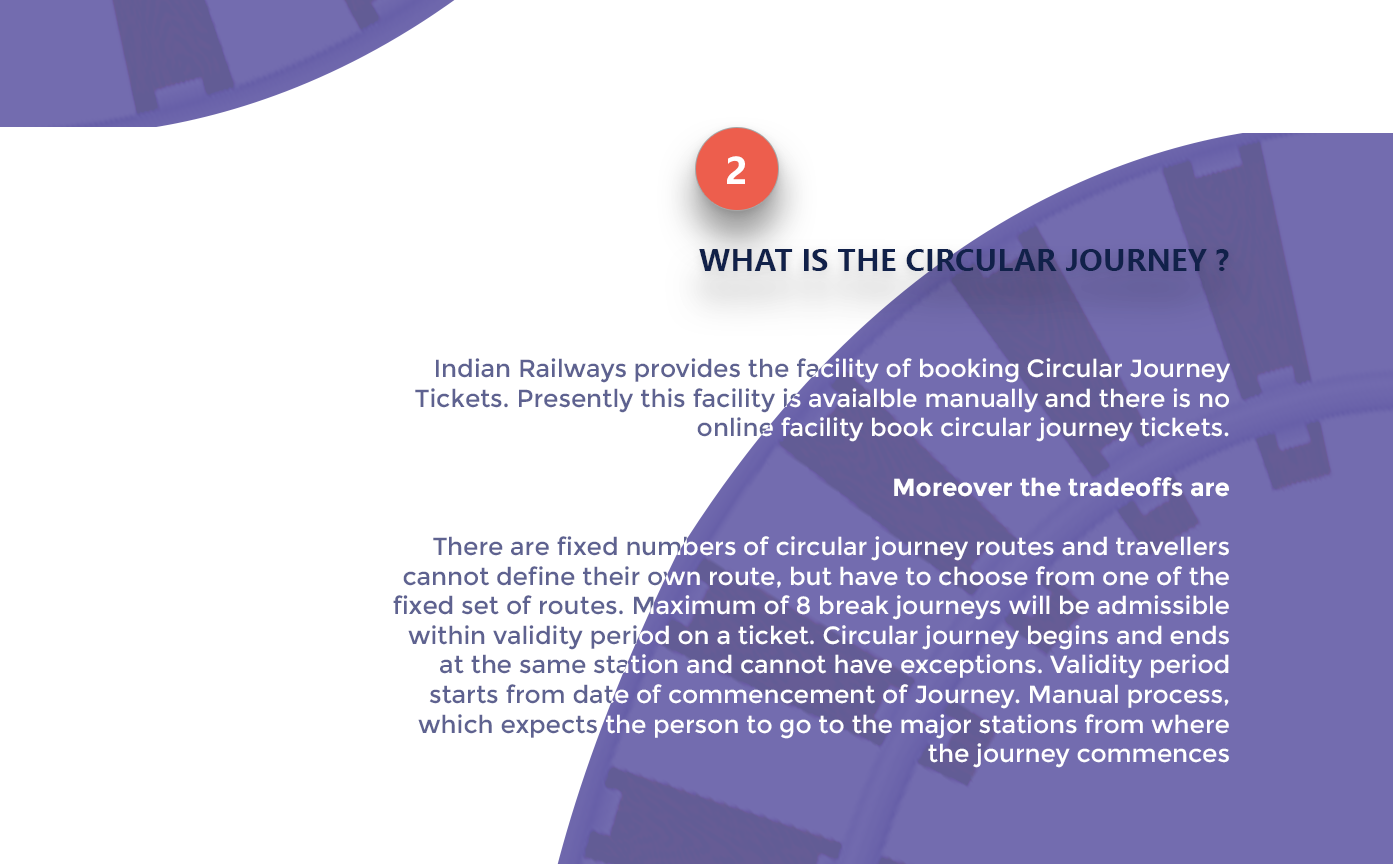 2
WHAT IS THE CIRCULAR JOURNEY ?
Indian Railways provides the facility of booking Circular Journey
Tickets. Presently this facility is avaialble manually and there is no
online facility book circular journey tickets.
Moreover the tradeoffs are
There are fixed numbers of circular journey routes and travellers
cannot define their own route, but have to choose from one of the
fixed set of routes. Maximum of 8 break journeys will be admissible
within validity period on a ticket. Circular journey begins and ends
at the same station and cannot have exceptions. Validity period
starts from date of commencement of Journey. Manual process,
which expects the person to go to the major stations from where
the journey commences